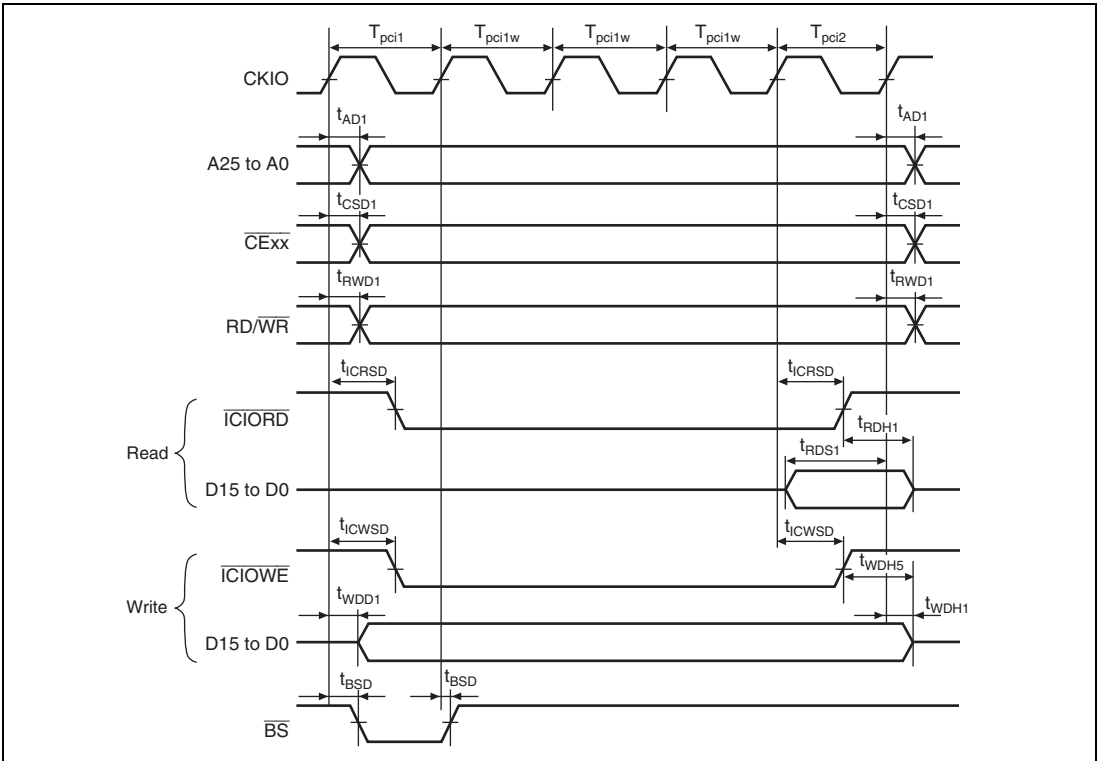 Tpci1 Tpci1w Tpci1w Tpci1w Tpci2
CKIO
tAD1 tAD1
A25 to A0
tCSD1 tCSD1
CExx
tRWD1 tRWD1
RD/WR
tICRSD tICRSD
ICIORD
tRDH1
Read
tRDS1
D15 to D0
tICWSD tICWSD
ICIOWE
tWDH5
Write
tWDD1 tWDH1
D15 to D0
tBSD tBSD
BS